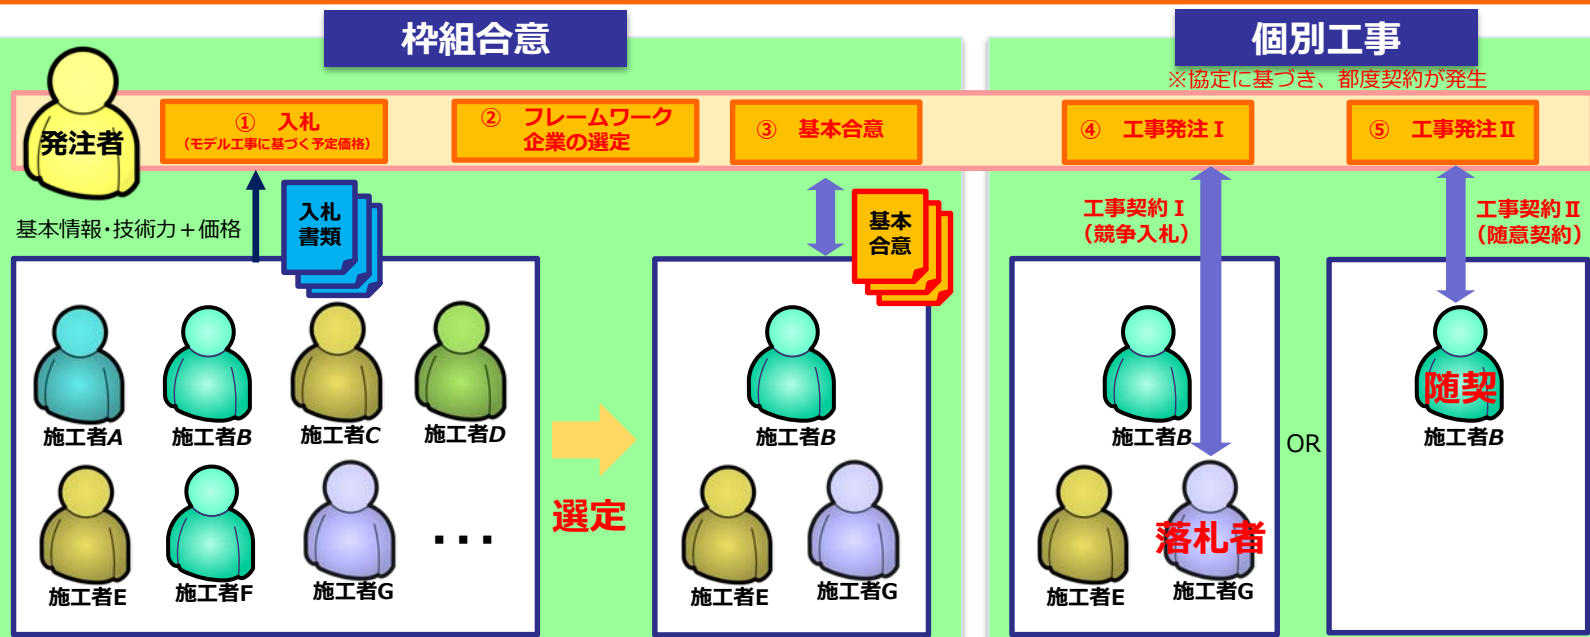 枠組合意
個別工事
※協定に基づき、都度契約が発生
発注者
① 入札
(モデル工事に基づく予定価格)
② フレームワーク
企業の選定
③ 基本合意
④ 工事発注Ⅰ
⑤ 工事発注Ⅱ
基本情報・技術力＋価格
入札
書類
基本
合意
工事契約Ⅰ
（競争入札）
工事契約Ⅱ
（随意契約）
施工者A
施工者B
施工者C
施工者D
施工者E
施工者F
施工者G
・・・
選定
施工者B
施工者E
施工者G
施工者B
施工者E
落札者
施工者G
OR
随契
施工者B